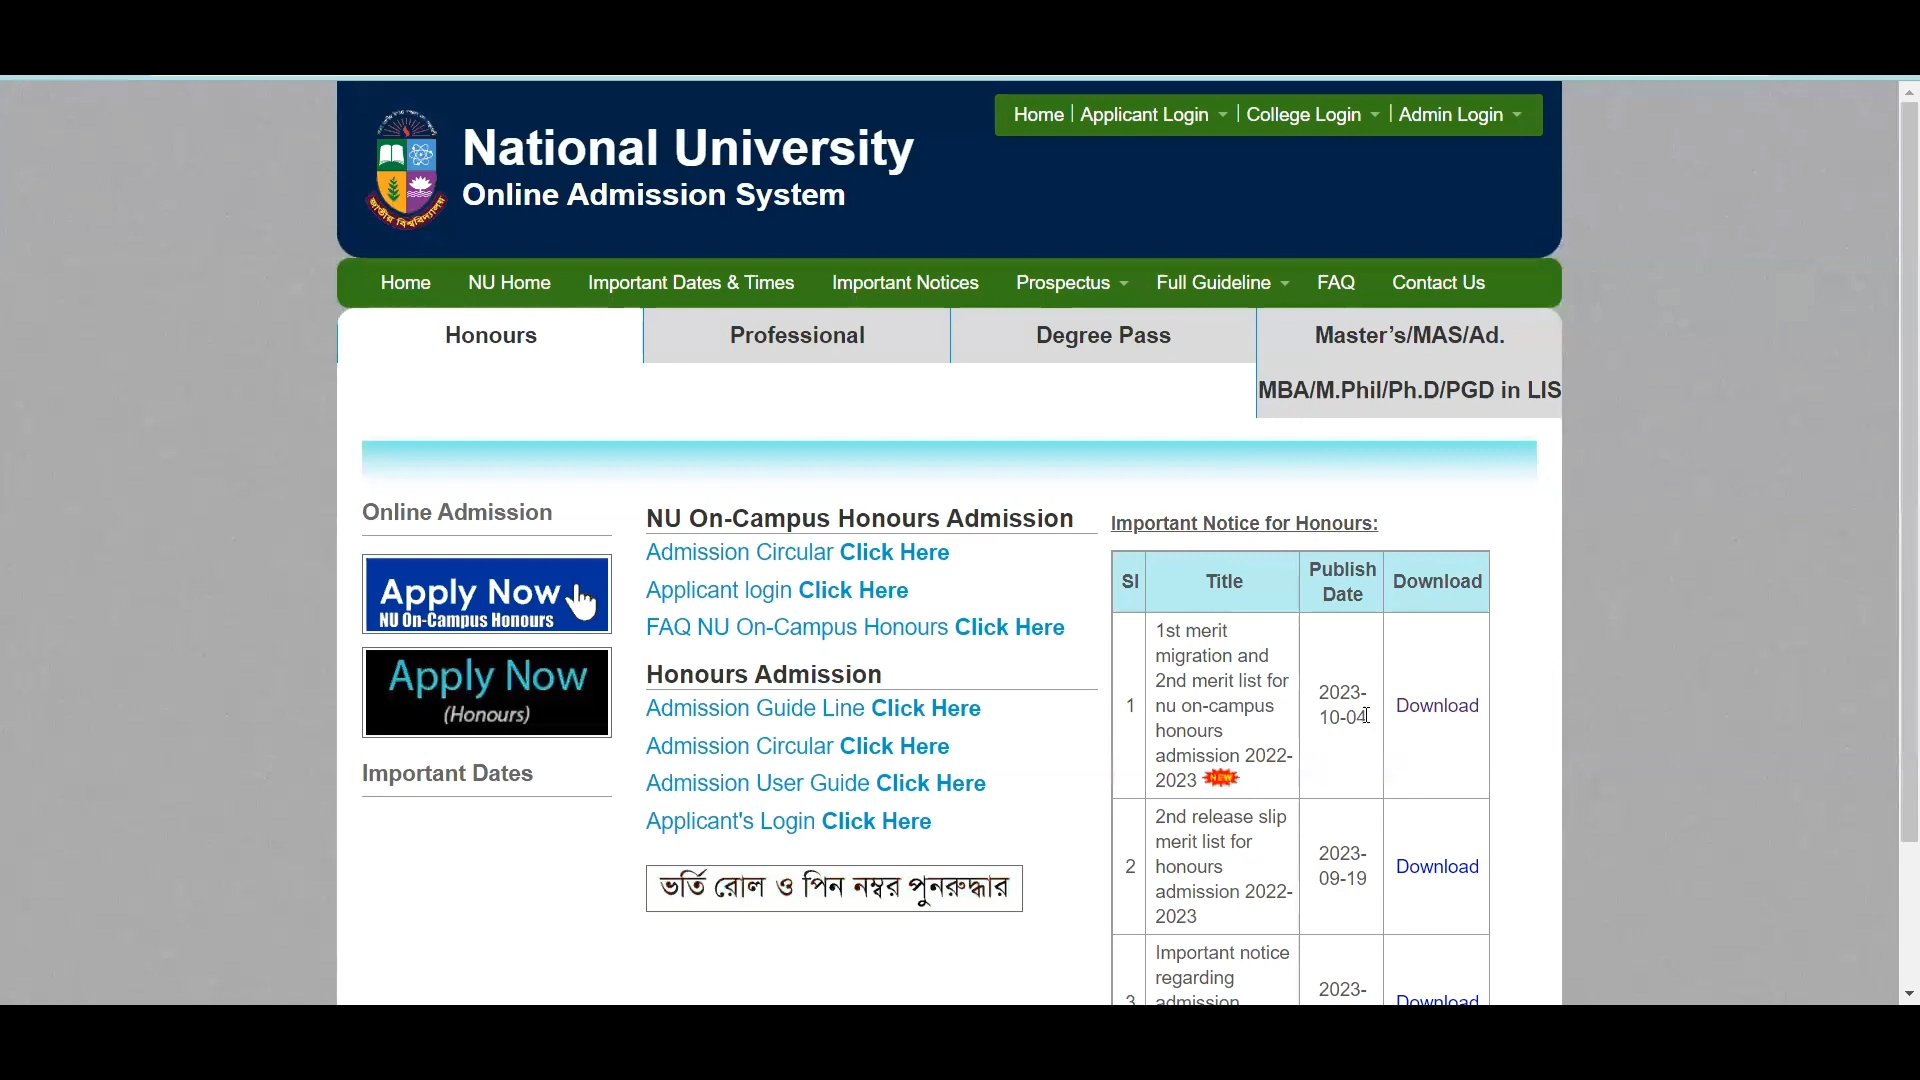 Home | Applicant Login | College Login | Admin Login
জাতীয় বিশ্ববিদ্যালয়
National University
Online Admission System
Home NU Home Important Dates & Times Important Notices Prospectus Full Guideline FAQ Contact Us
Honours Professional Degree Pass Master’s/MAS/Ad.
MBA/M.Phil/Ph.D/PGD in LIS
Online Admission
Apply Now
NU On-Campus Honours
Apply Now
(Honours)
Important Dates
NU On-Campus Honours Admission
Admission Circular Click Here
Applicant login Click Here
FAQ NU On-Campus Honours Click Here
Honours Admission
Admission Guide Line Click Here
Admission Circular Click Here
Admission User Guide Click Here
Applicant's Login Click Here
ভর্তি রোল ও পিন নম্বর পুনরুদ্ধার
Important Notice for Honours:
Sl
Title
Publish
Date
Download
1
1st merit
migration and
2nd merit list for
nu on-campus
honours
admission 2022-
2023 NEW
2023-
10-04
Download
2
2nd release slip
merit list for
honours
admission 2022-
2023
2023-
09-19
Download
3
Important notice
regarding
admission
2023-
Download